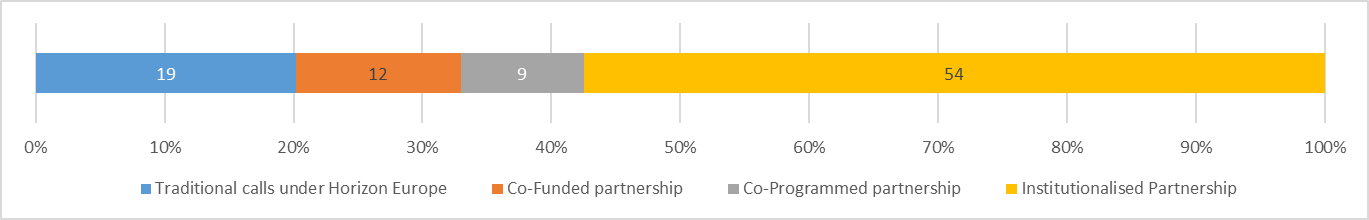 19 12 9 54
0% 10% 20% 30% 40% 50% 60% 70% 80% 90% 100%
Traditional calls under Horizon Europe Co-Funded partnership Co-Programmed partnership Institutionalised Partnership